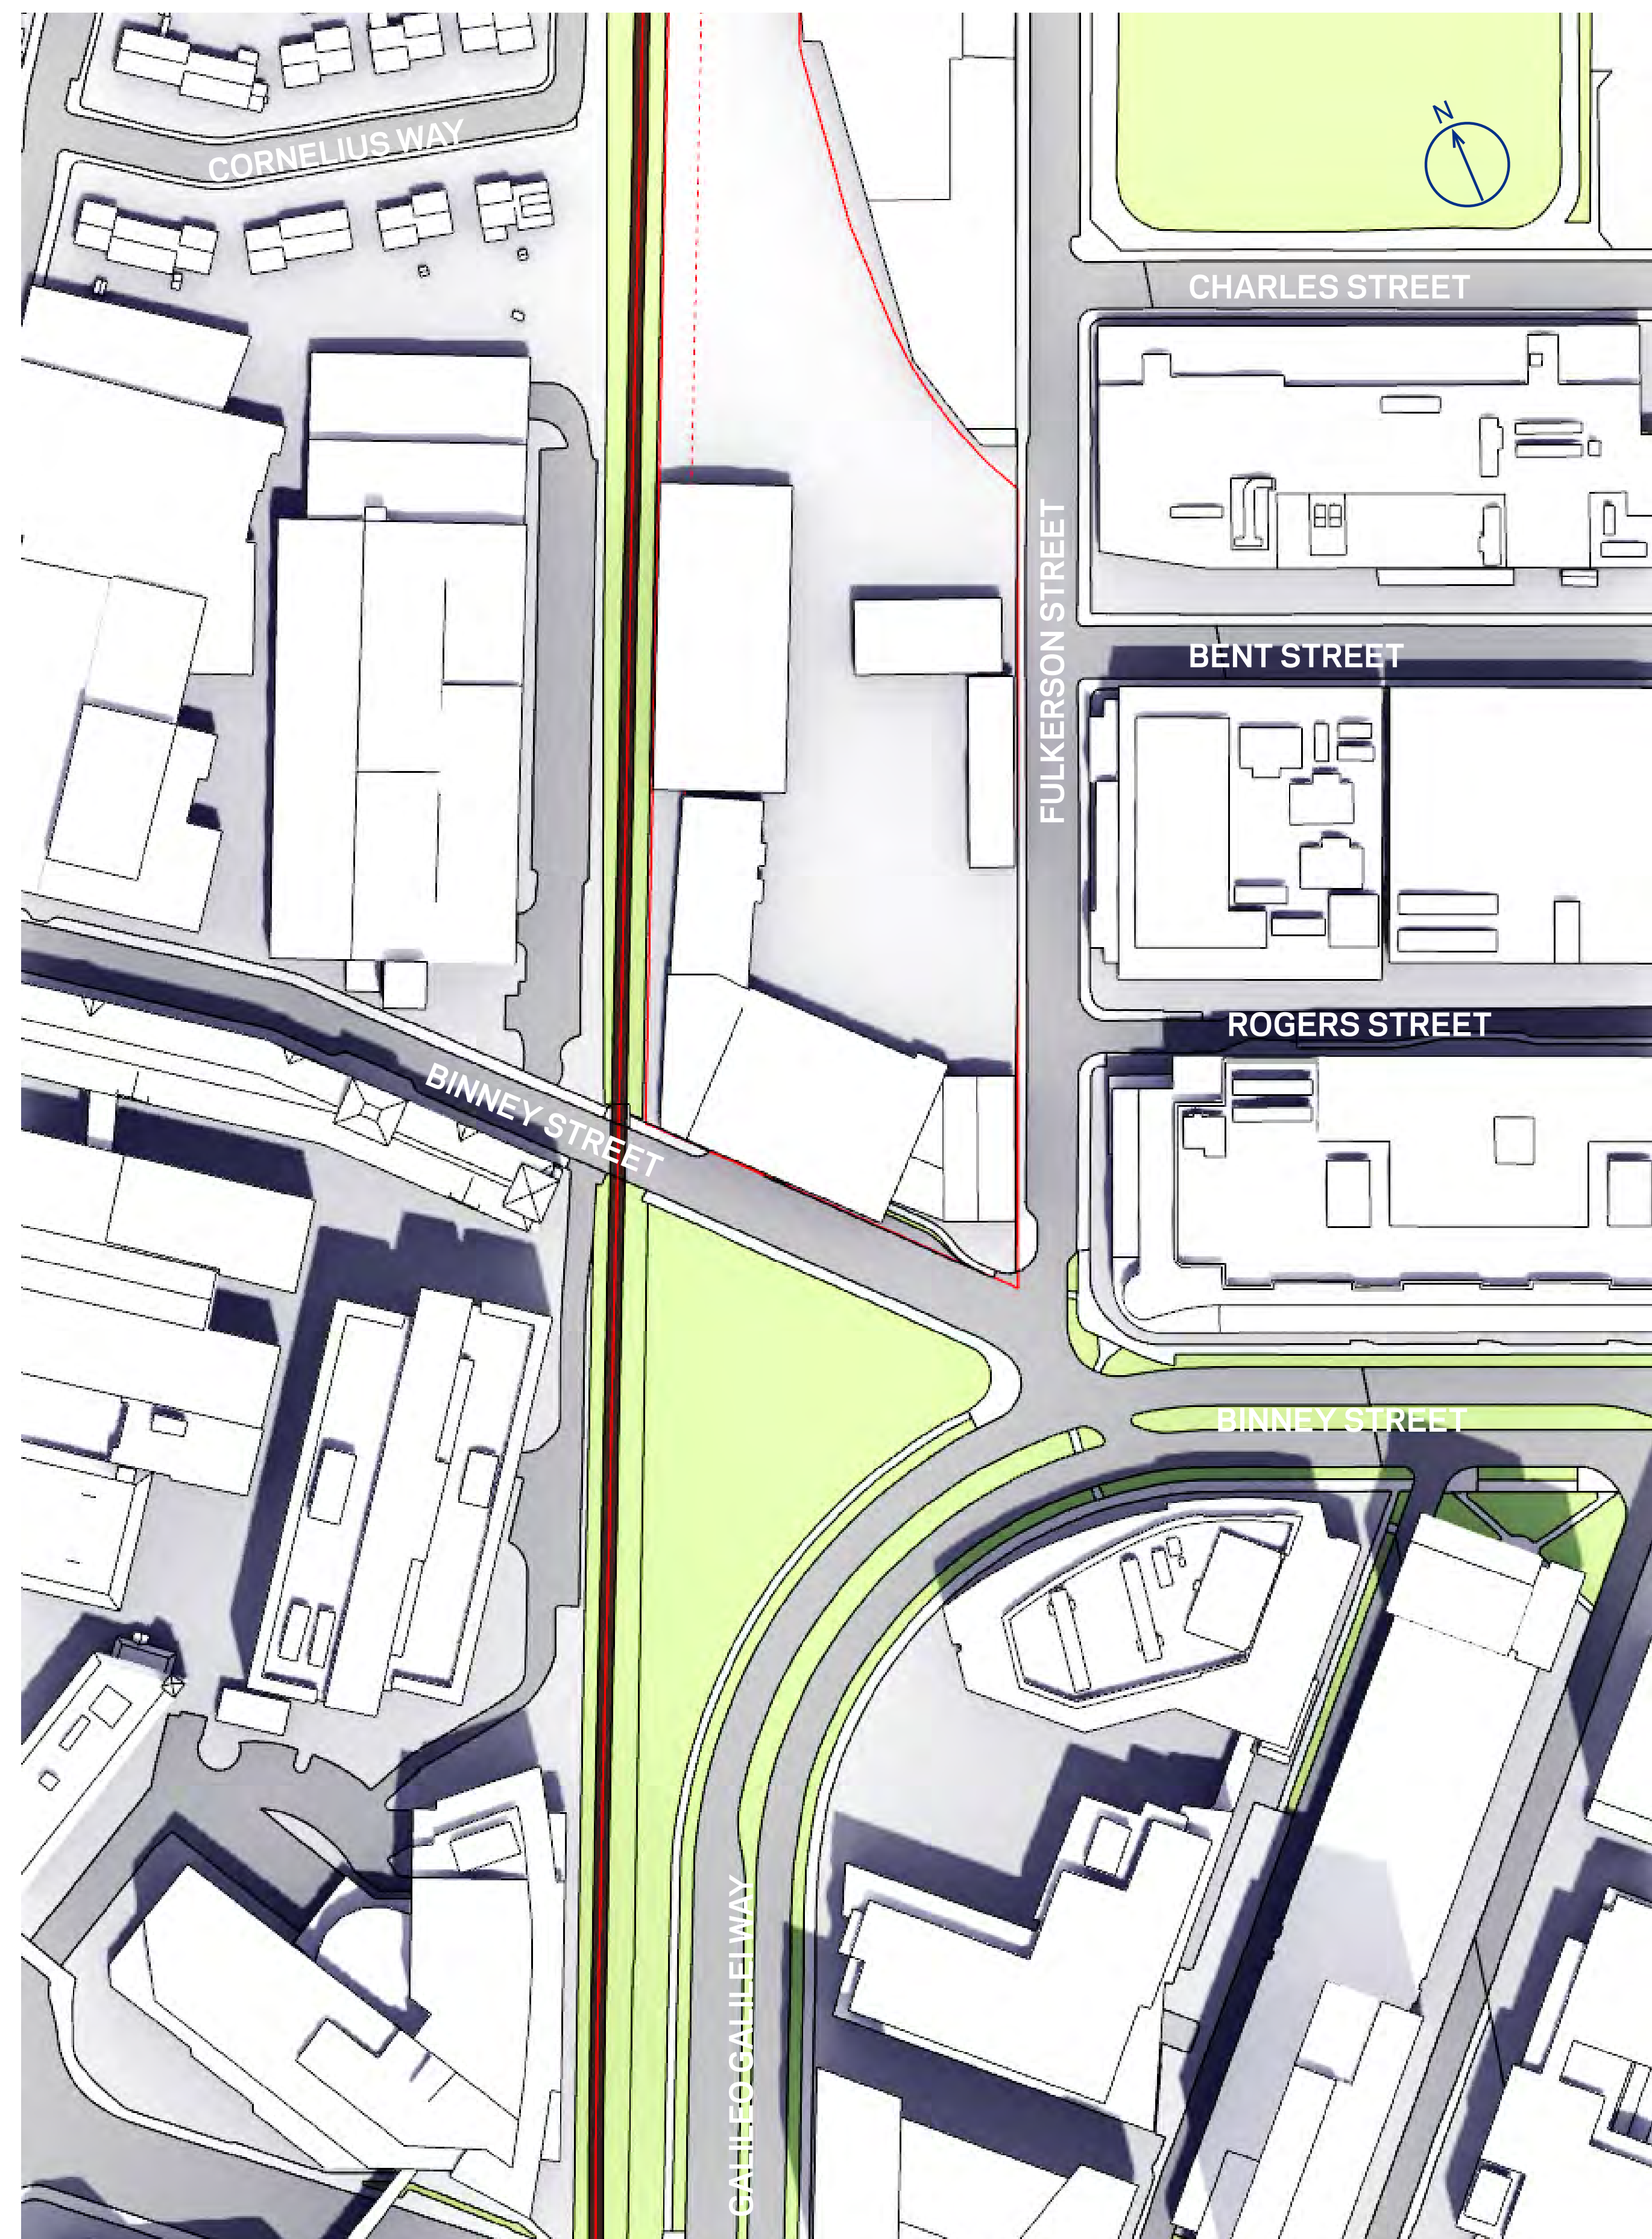 N
CORNELIUS WAY
CHARLES STREET
FULKERSON STREET
BENT STREET
ROGERS STREET
BINNEY STREET
BINNEY STREET
GALILEO GALILEI WAY